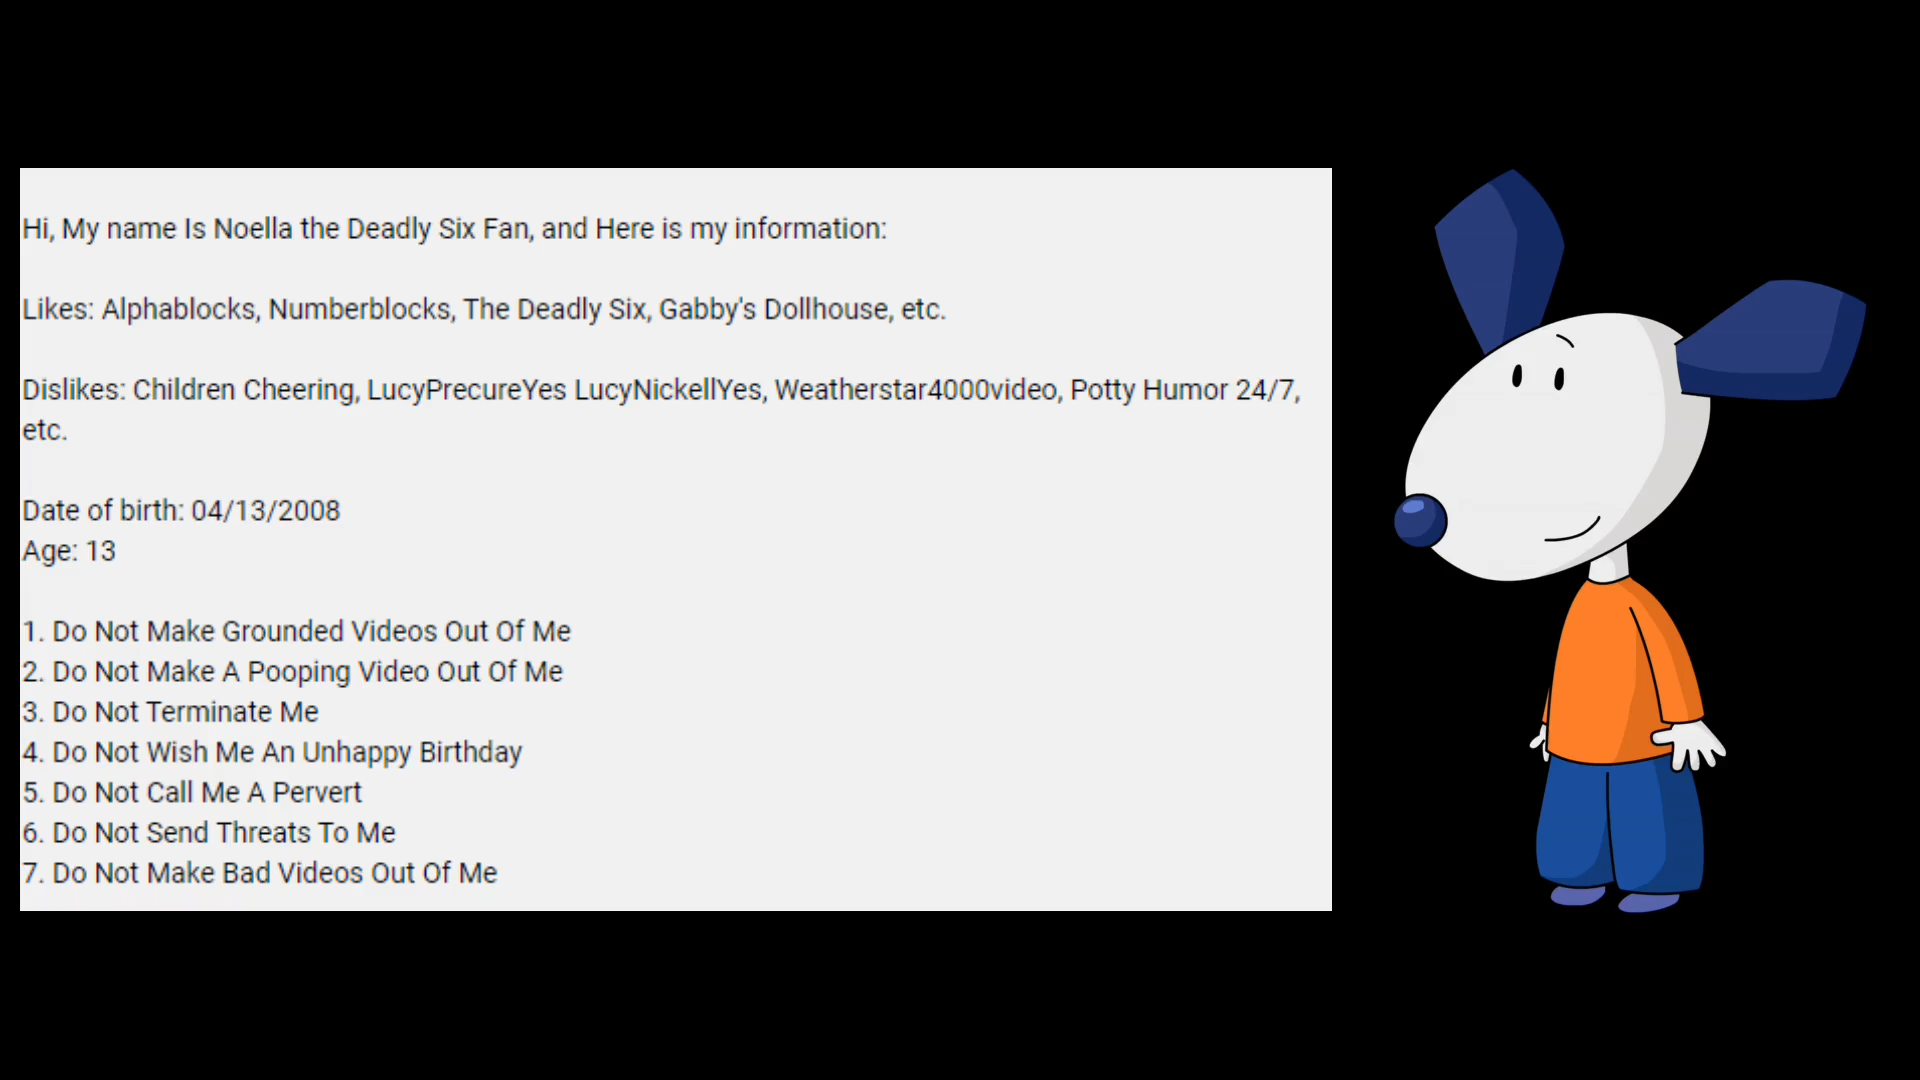 Hi, My name Is Noella the Deadly Six Fan, and Here is my information:
Likes: Alphablocks, Numberblocks, The Deadly Six, Gabby's Dollhouse, etc.
Dislikes: Children Cheering, LucyPrecureYes LucyNickellYes, Weatherstar4000video, Potty Humor 24/7,
etc.
Date of birth: 04/13/2008
Age: 13
1. Do Not Make Grounded Videos Out Of Me
2. Do Not Make A Pooping Video Out Of Me
3. Do Not Terminate Me
4. Do Not Wish Me An Unhappy Birthday
5. Do Not Call Me A Pervert
6. Do Not Send Threats To Me
7. Do Not Make Bad Videos Out Of Me